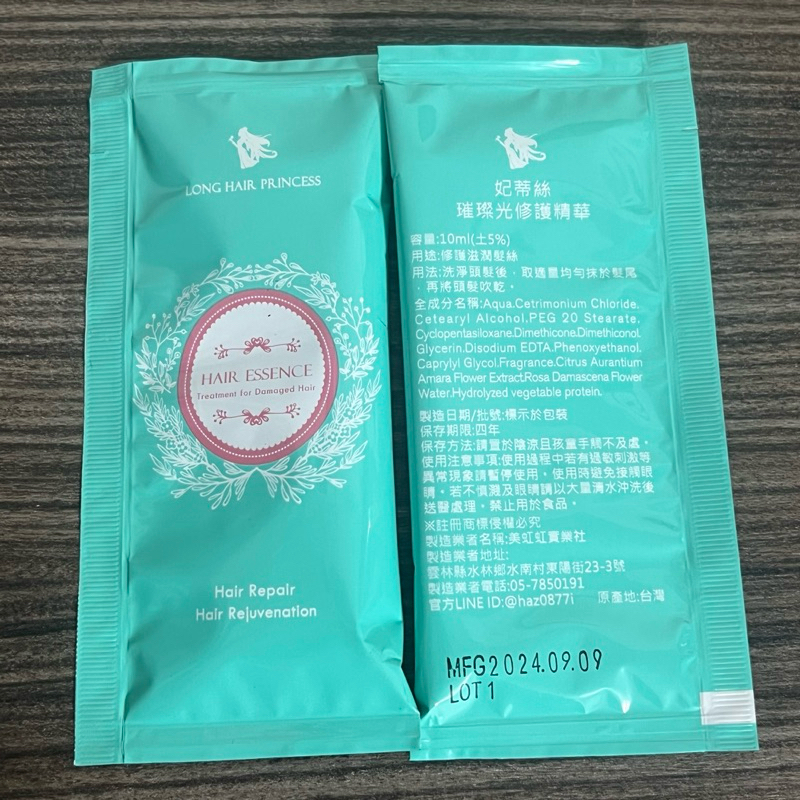 LONG HAIR PRINCESS
HAIR ESSENCE
Treatment for Damaged Hair
Hair Repair
Hair Rejuvenation
妃蒂絲
璀璨光修護精華
容量:10ml(土5%)
用途:修護滋潤髮絲
用法:洗淨頭髮後，取適量均勻抹於髮尾
，再將頭髮吹乾。
全成分名稱:Aqua.Cetrimonium Chloride.
Cetearyl Alcohol.PEG 20 Stearate.
Cyclopentasiloxane.Dimethicone.Dimethiconol.
Glycerin.Disodium EDTA.Phenoxyethanol.
Caprylyl Glycol.Fragrance.Citrus Aurantium
Amara Flower Extract.Rosa Damascena Flower
Water.Hydrolyzed vegetable protein.
製造日期/批號:標示於包裝
保存期限:四年
保存方法:請置於陰涼且孩童手觸不及處。
使用注意事項:使用過程中若有過敏刺激等
異常現象請暫停使用。使用時避免接觸眼
睛。若不慎濺及眼睛請以大量清水沖洗後
送醫處理。禁止用於食品。
※註冊商標侵權必究
製造業者名稱:美虹虹實業社
製造業者地址:
雲林縣水林鄉水南村東陽街23-3號
製造業者電話:05-7850191
官方LINE ID:@haz0877i 原產地:台灣
MFG2024.09.09
LOT1